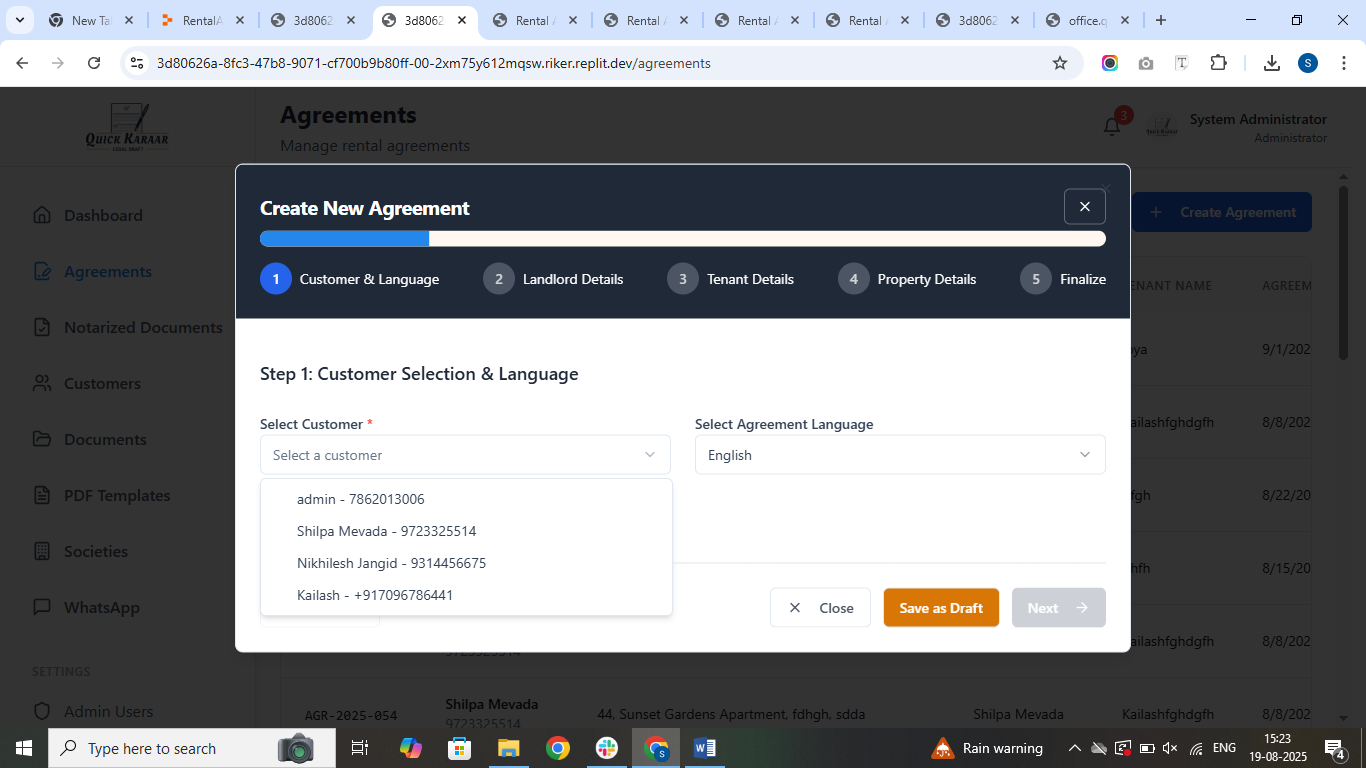 New Ta
RentalA
3d8062
3d8062
Rental A
Rental A
Rental A
Rental A
3d8062
office.q
3d80626a-8fc3-47b8-9071-cf700b9b80ff-00-2xm75y612mqsw.riker.replit.dev/agreements
S
QUICK KARAAR
LEGAL DRAFT
Agreements
Manage rental agreements
3
System Administrator
Administrator
Dashboard
Agreements
Notarized Documents
Customers
Documents
PDF Templates
Societies
WhatsApp
SETTINGS
Admin Users
Create Agreement
Create New Agreement
1 Customer & Language
2 Landlord Details
3 Tenant Details
4 Property Details
5 Finalize
Step 1: Customer Selection & Language
Select Customer *
Select a customer
Select Agreement Language
English
admin - 7862013006
Shilpa Mevada - 9723325514
Nikhilesh Jangid - 9314456675
Kailash - +917096786441
Close
Save as Draft
Next
ENANT NAME AGREEM
oya 9/1/202
ailashfghdgfh 8/8/202
fgh 8/22/20
hfh 8/15/20
9723325514
ailashfghdgfh 8/8/202
AGR-2025-054
Shilpa Mevada
9723325514
44, Sunset Gardens Apartment, fdhgh, sdda
Shilpa Mevada
Kailashfghdgfh
8/8/202
Type here to search
S
W
Rain warning
ENG
15:23
19-08-2025
4